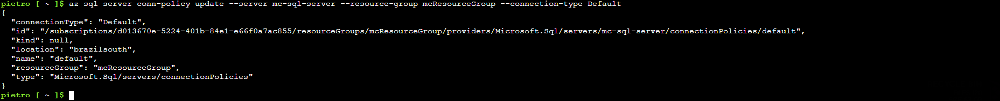 pietro [ ~ ]$ az sql server conn-policy update --server mc-sql-server --resource-group mcResourceGroup --connection-type Default
{
  "connectionType": "Default",
  "id": "/subscriptions/d013670e-5224-401b-84e1-e66f0a7ac855/resourceGroups/mcResourceGroup/providers/Microsoft.Sql/servers/mc-sql-server/connectionPolicies/default",
  "kind": null,
  "location": "brazilsouth",
  "name": "default",
  "resourceGroup": "mcResourceGroup",
  "type": "Microsoft.Sql/servers/connectionPolicies"
}
pietro [ ~ ]$